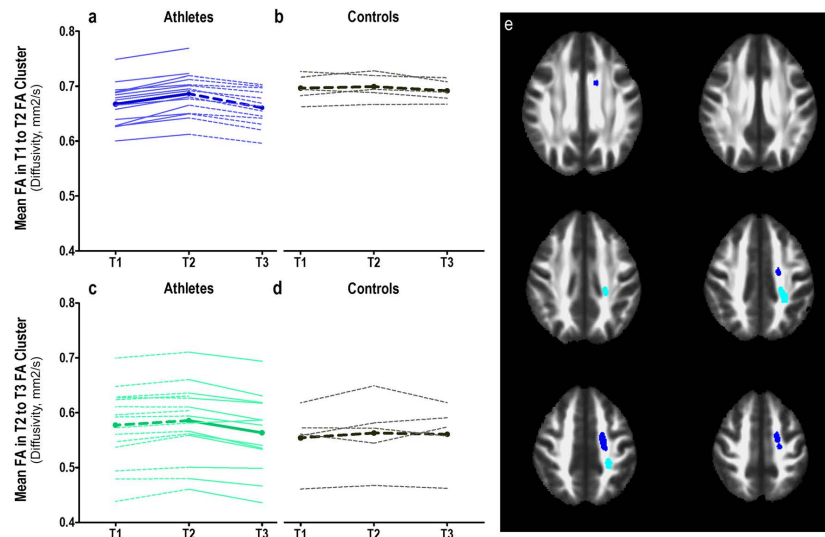 a Athletes
b Controls
e
Mean FA in T1 to T2 FA Cluster
(Diffusivity, mm2/s)
0.8
0.7
0.6
0.5
0.4
T1 T2 T3
T1 T2 T3
c Athletes
d Controls
Mean FA in T2 to T3 FA Cluster
(Diffusivity, mm2/s)
0.8
0.7
0.6
0.5
0.4
T1 T2 T3
T1 T2 T3